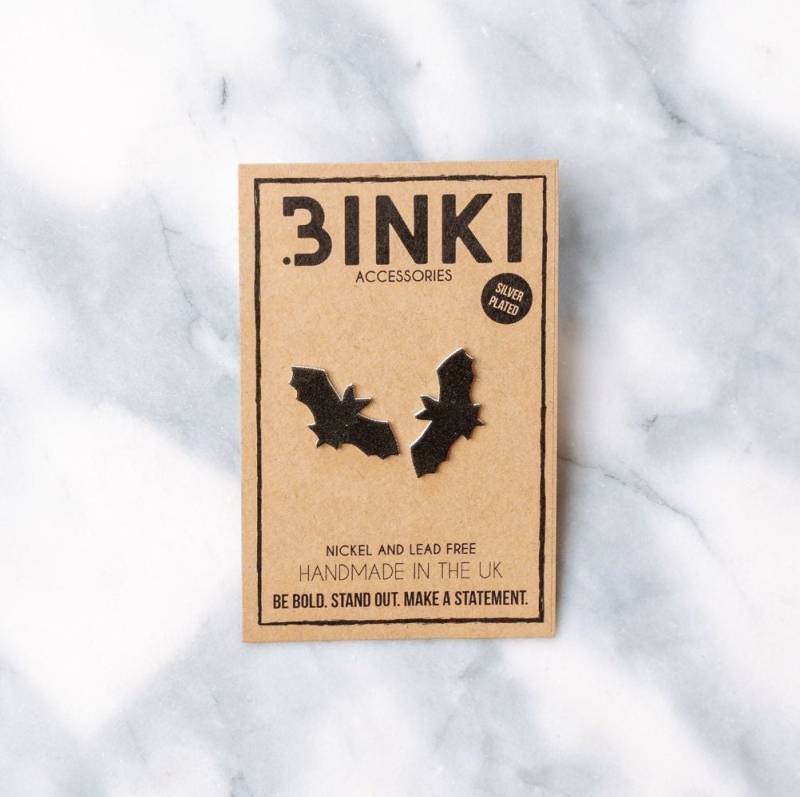 BINKI
ACCESSORIES
SILVER
PLATED
NICKEL AND LEAD FREE
HANDMADE IN THE UK
BE BOLD. STAND OUT. MAKE A STATEMENT.